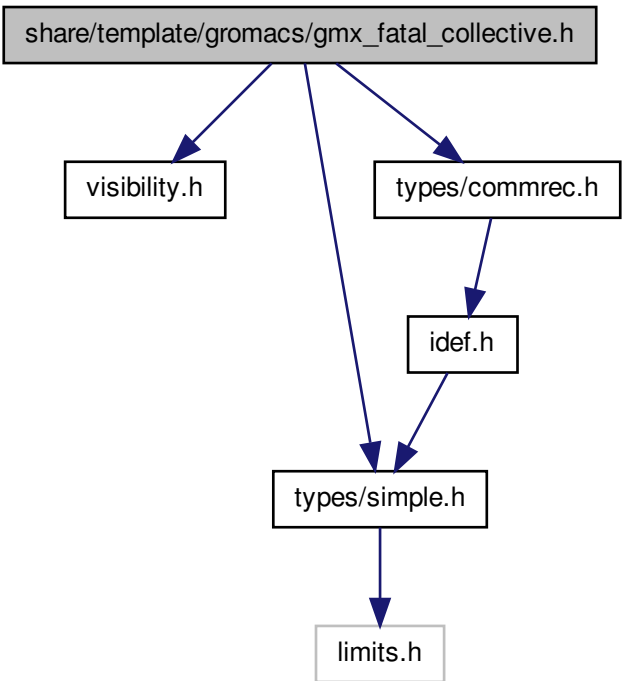 share/template/gromacs/gmx_fatal_collective.h
visibility.h
types/commrec.h
idef.h
types/simple.h
limits.h